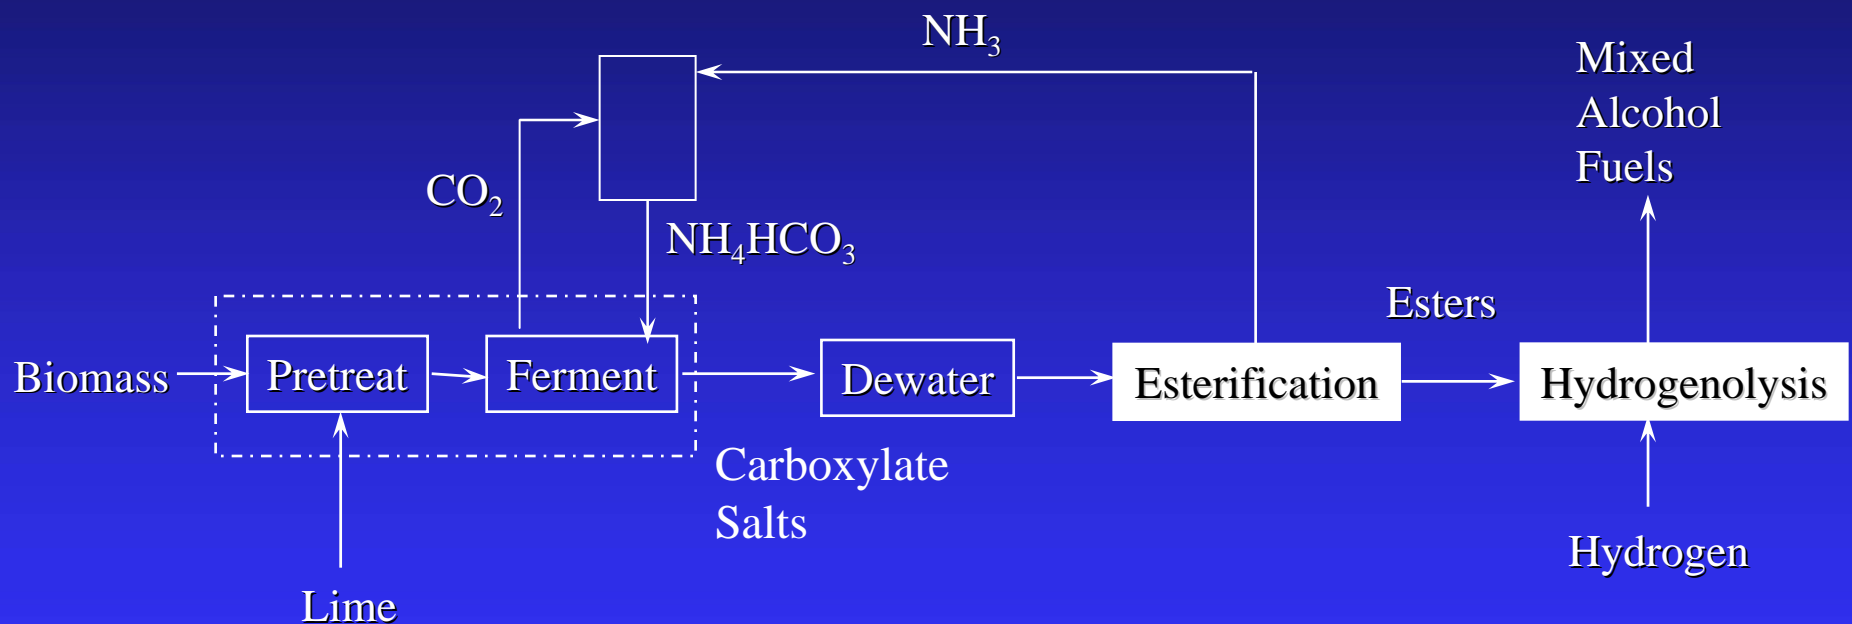 NH₃
Mixed
Alcohol
Fuels
CO₂
NH₄HCO₃
Esters
Biomass
Pretreat
Ferment
Dewater
Esterification
Hydrogenolysis
Carboxylate
Salts
Hydrogen
Lime